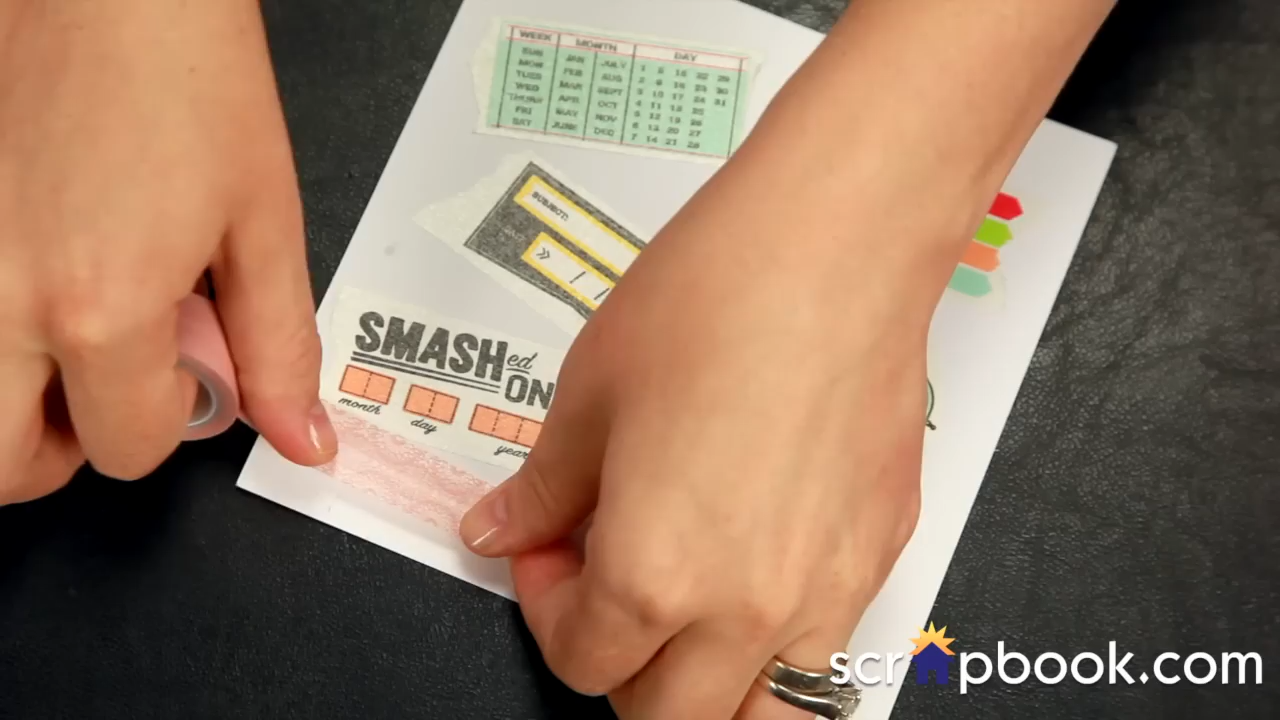 WEEK MONTH DAY
SUN JAN JULY 1 8 15 22 29
MON FEB AUG 2 9 16 23 30
TUES MAR SEPT 3 10 17 24 31
WED APR OCT 4 11 18 25
THURS MAY NOV 5 12 19 26
FRI JUNE DEC 6 13 20 27
SAT 7 14 21 28
SUBJECT:
« / /
SMASHed
ON
month day year
scrapbook.com